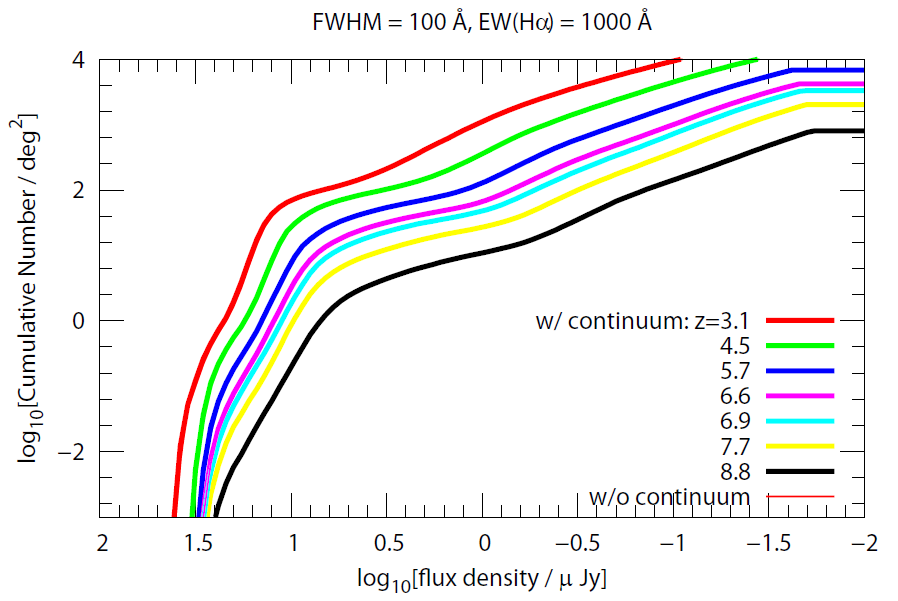 FWHM = 100 Å, EW(Hα) = 1000 Å
log10[Cumulative Number / deg2]
4
2
0
−2
w/ continuum: z=3.1
4.5
5.7
6.6
6.9
7.7
8.8
w/o continuum
2 1.5 1 0.5 0 −0.5 −1 −1.5 −2
log10[flux density / μ Jy]